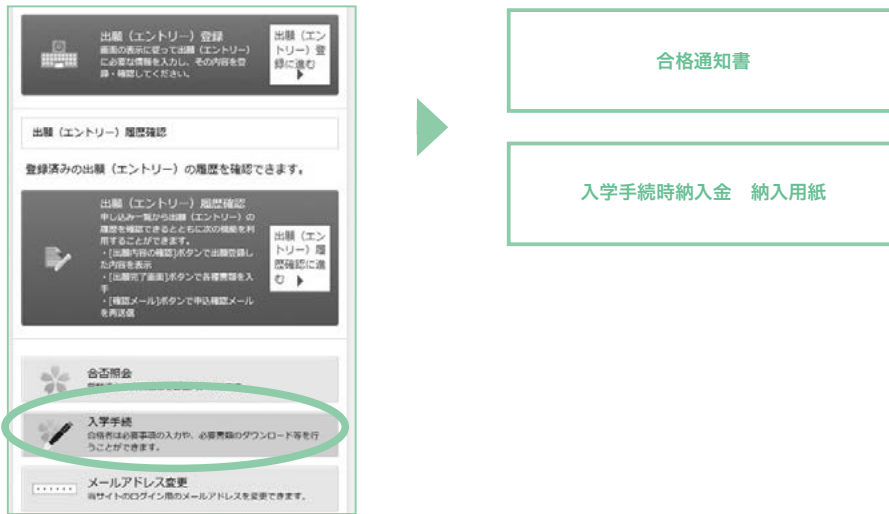 出願（エントリー）登録
画面の表示に従って出願（エントリー）
に必要な情報を入力し、その内容を登
録・確認してください。
出願（エン
トリー）登
録に進む
出願（エントリー）履歴確認
登録済みの出願（エントリー）の履歴を確認できます。
出願（エントリー）履歴確認
申し込み一覧から出願（エントリー）の
履歴を確認できるとともに次の機能を利
用することができます。
・[出願内容の確認]ボタンで出願登録し
た内容を表示
・[出願完了画面]ボタンで各種書類を入
手
・[確認メール]ボタンで申込確認メール
を再送信
出願（エン
トリー）履
歴確認に進
む
合否照会
入学手続
合格者は必要事項の入力や、必要書類のダウンロード等を行
うことができます。
メールアドレス変更
当サイトのログイン用のメールアドレスを変更できます。
合格通知書
入学手続時納入金　納入用紙